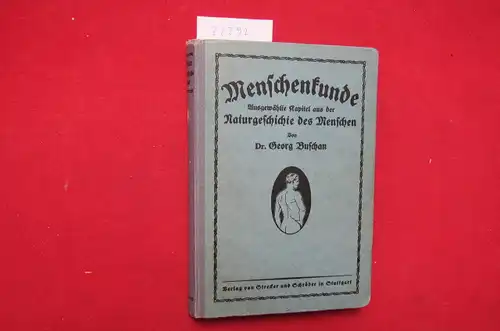 Menschenkunde
Ausgewählte Kapitel aus der
Naturgeschichte des Menschen
Von
Dr. Georg Buschan
Verlag von Strecker und Schröder in Stuttgart